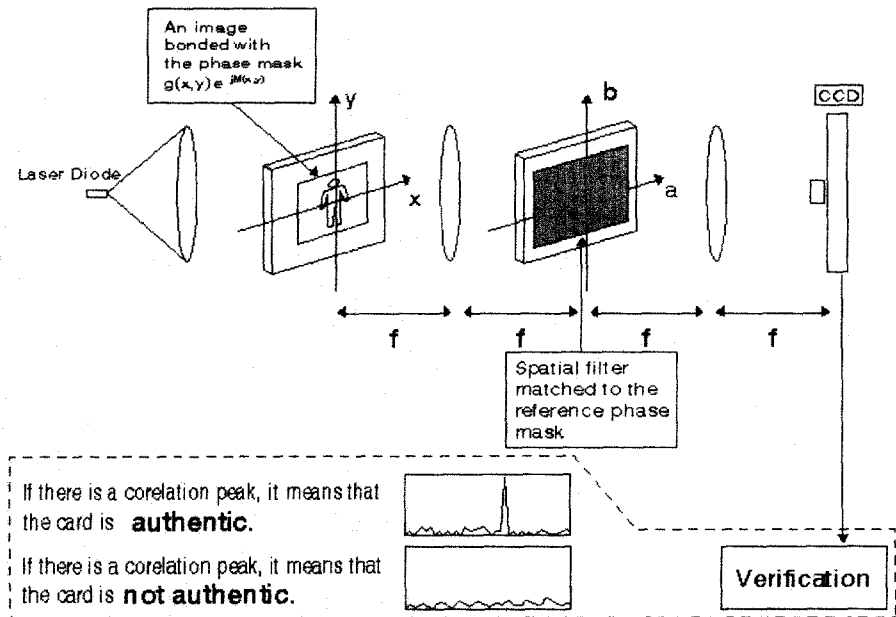 An image
bonded with
the phase mask
g(x,y)e jM(x,y)
y
b
CCD
Laser Diode
x
a
f
f
f
f
Spatial filter
matched to the
reference phase
mask
If there is a corelation peak, it means that
the card is authentic.
If there is a corelation peak, it means that
the card is not authentic.
Verification